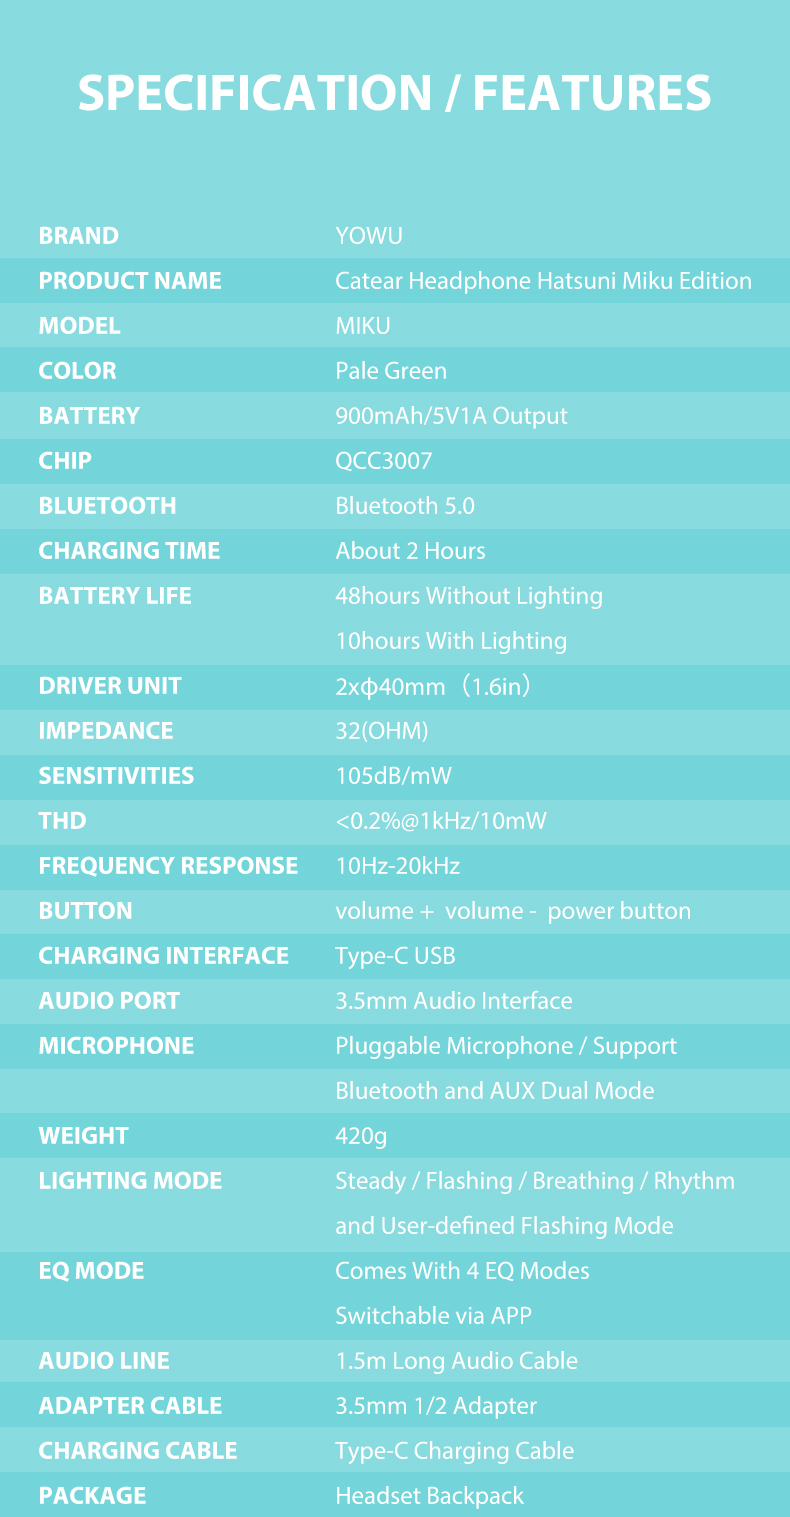 SPECIFICATION / FEATURES
BRAND YOWU
PRODUCT NAME Catear Headphone Hatsuni Miku Edition
MODEL MIKU
COLOR Pale Green
BATTERY 900mAh/5V1A Output
CHIP QCC3007
BLUETOOTH Bluetooth 5.0
CHARGING TIME About 2 Hours
BATTERY LIFE 48hours Without Lighting
10hours With Lighting
DRIVER UNIT 2xφ40mm（1.6in）
IMPEDANCE 32(OHM)
SENSITIVITIES 105dB/mW
THD <0.2%@1kHz/10mW
FREQUENCY RESPONSE 10Hz-20kHz
BUTTON volume + volume - power button
CHARGING INTERFACE Type-C USB
AUDIO PORT 3.5mm Audio Interface
MICROPHONE Pluggable Microphone / Support
Bluetooth and AUX Dual Mode
WEIGHT 420g
LIGHTING MODE Steady / Flashing / Breathing / Rhythm
and User-defined Flashing Mode
EQ MODE Comes With 4 EQ Modes
Switchable via APP
AUDIO LINE 1.5m Long Audio Cable
ADAPTER CABLE 3.5mm 1/2 Adapter
CHARGING CABLE Type-C Charging Cable
PACKAGE Headset Backpack